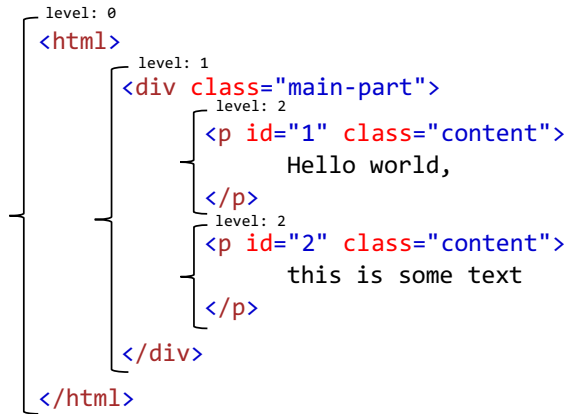 level: 0
<html>
level: 1
<div class="main-part">
level: 2
<p id="1" class="content">
Hello world,
</p>
level: 2
<p id="2" class="content">
this is some text
</p>
</div>
</html>